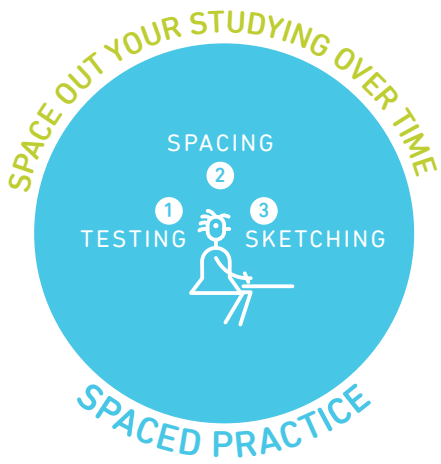 SPACE OUT YOUR STUDYING OVER TIME
SPACING
2
1 3
TESTING SKETCHING
SPACED PRACTICE